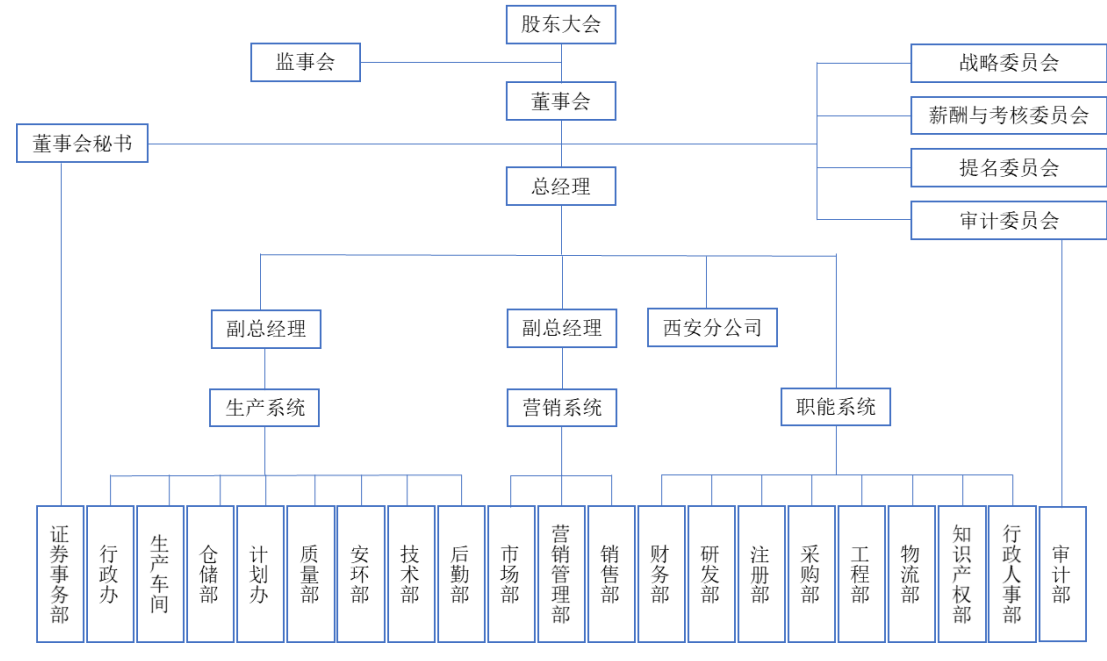 股东大会
监事会
战略委员会
董事会
薪酬与考核委员会
董事会秘书
提名委员会
总经理
审计委员会
副总经理
副总经理
西安分公司
生产系统
营销系统
职能系统
证券事务部
行政办
生产车间
仓储部
计划办
质量部
安环部
技术部
后勤部
市场部
营销管理部
销售部
财务部
研发部
注册部
采购部
工程部
物流部
知识产权部
行政人事部
审计部